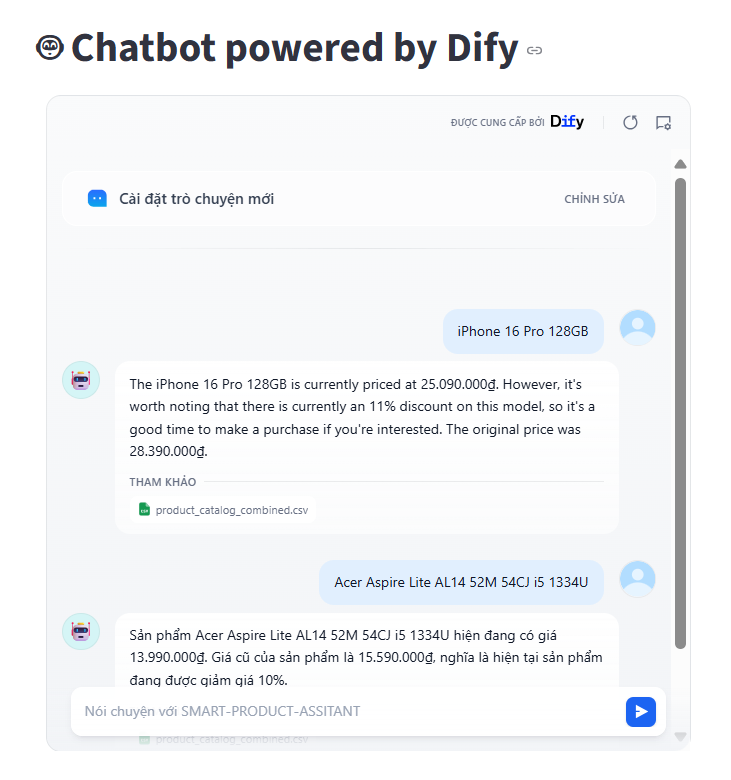 Chatbot powered by Dify
ĐƯỢC CUNG CẤP BỞI Dify
Cài đặt trò chuyện mới
CHỈNH SỬA
iPhone 16 Pro 128GB
The iPhone 16 Pro 128GB is currently priced at 25.090.000₫. However, it's
worth noting that there is currently an 11% discount on this model, so it's a
good time to make a purchase if you're interested. The original price was
28.390.000₫.
THAM KHẢO
product_catalog_combined.csv
Acer Aspire Lite AL14 52M 54CJ i5 1334U
Sản phẩm Acer Aspire Lite AL14 52M 54CJ i5 1334U hiện đang có giá
13.990.000₫. Giá cũ của sản phẩm là 15.590.000₫, nghĩa là hiện tại sản phẩm
đang được giảm giá 10%.
Nói chuyện với SMART-PRODUCT-ASSITANT
product_catalog_combined.csv